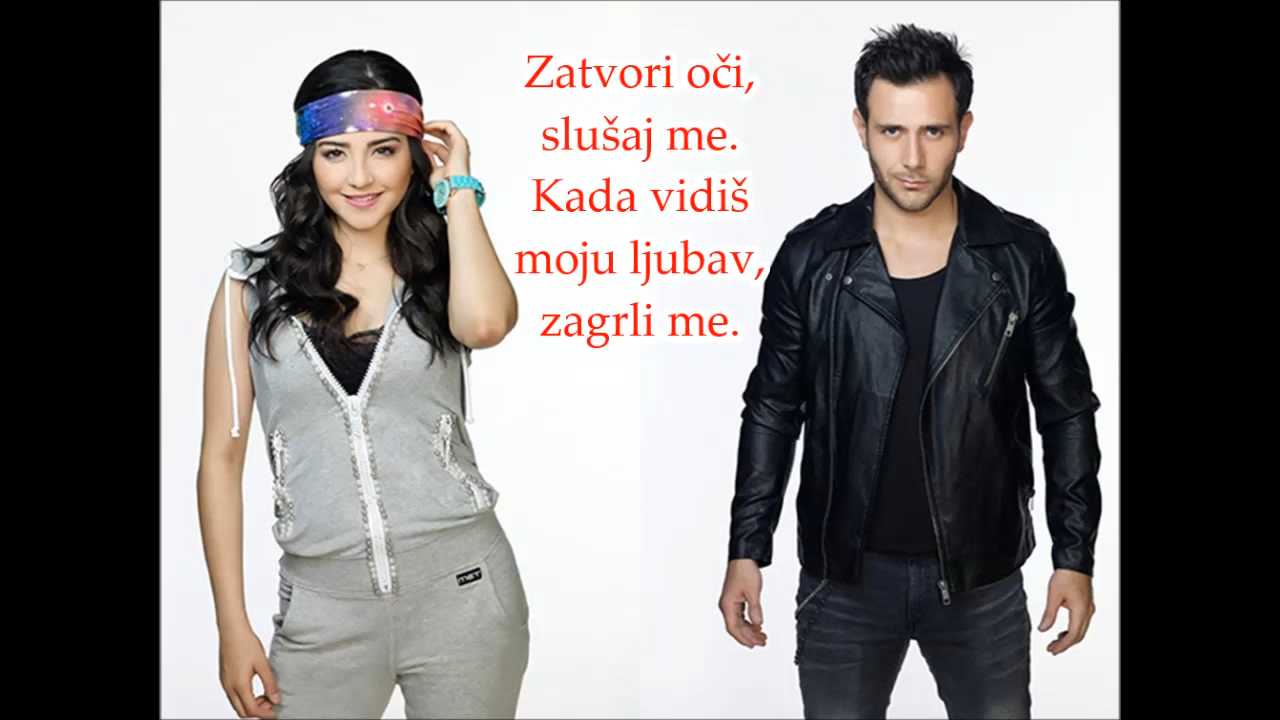 Zatvori oči,
slušaj me.
Kada vidiš
moju ljubav,
zagrli me.